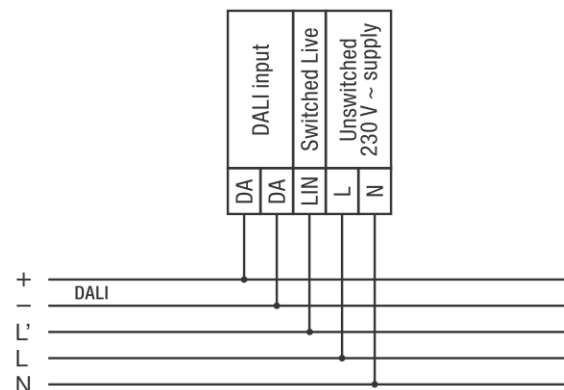 DALI input
Switched Live
Unswitched
230 V ~ supply
DA
DA
LIN
L
N
+
DALI
–
L’
L
N